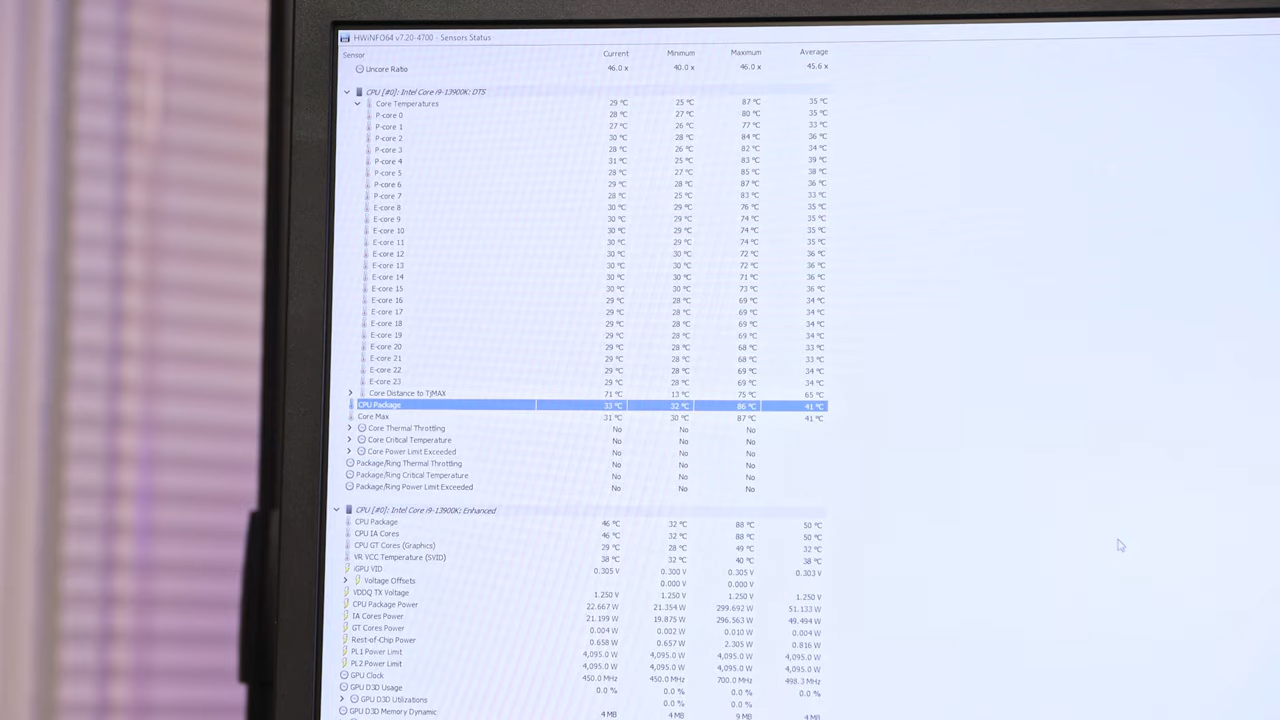 HWiNFO64 v7.20-4700 - Sensors Status
Sensor Current Minimum Maximum Average
Uncore Ratio 46.0 x 40.0 x 46.0 x 45.6 x
CPU [#0]: Intel Core i9-13900K: DTS
Core Temperatures 29 °C 25 °C 87 °C 35 °C
P-core 0 28 °C 27 °C 80 °C 35 °C
P-core 1 27 °C 26 °C 77 °C 33 °C
P-core 2 30 °C 28 °C 84 °C 36 °C
P-core 3 28 °C 26 °C 82 °C 34 °C
P-core 4 31 °C 25 °C 83 °C 39 °C
P-core 5 28 °C 27 °C 85 °C 38 °C
P-core 6 29 °C 28 °C 87 °C 36 °C
P-core 7 28 °C 25 °C 83 °C 33 °C
E-core 8 30 °C 29 °C 76 °C 35 °C
E-core 9 30 °C 29 °C 74 °C 35 °C
E-core 10 30 °C 29 °C 74 °C 35 °C
E-core 11 30 °C 29 °C 74 °C 35 °C
E-core 12 30 °C 30 °C 72 °C 36 °C
E-core 13 30 °C 30 °C 72 °C 36 °C
E-core 14 30 °C 30 °C 71 °C 36 °C
E-core 15 30 °C 30 °C 73 °C 36 °C
E-core 16 29 °C 28 °C 69 °C 34 °C
E-core 17 29 °C 28 °C 69 °C 34 °C
E-core 18 29 °C 28 °C 69 °C 34 °C
E-core 19 29 °C 28 °C 69 °C 34 °C
E-core 20 29 °C 28 °C 68 °C 33 °C
E-core 21 29 °C 28 °C 68 °C 33 °C
E-core 22 29 °C 28 °C 69 °C 34 °C
E-core 23 29 °C 28 °C 69 °C 34 °C
Core Distance to TjMAX 71 °C 13 °C 75 °C 65 °C
CPU Package 33 °C 32 °C 86 °C 41 °C
Core Max 31 °C 30 °C 87 °C 41 °C
Core Thermal Throttling No No No
Core Critical Temperature No No No
Core Power Limit Exceeded No No No
Package/Ring Thermal Throttling No No No
Package/Ring Critical Temperature No No No
Package/Ring Power Limit Exceeded No No No
CPU [#0]: Intel Core i9-13900K: Enhanced
CPU Package 46 °C 32 °C 88 °C 50 °C
CPU IA Cores 46 °C 32 °C 88 °C 50 °C
CPU GT Cores (Graphics) 29 °C 28 °C 49 °C 32 °C
VR VCC Temperature (SVID) 38 °C 32 °C 40 °C 38 °C
iGPU VID 0.305 V 0.300 V 0.305 V 0.303 V
Voltage Offsets 0.000 V 0.000 V
VDDQ TX Voltage 1.250 V 1.250 V 1.250 V 1.250 V
CPU Package Power 22.667 W 21.354 W 299.692 W 51.133 W
IA Cores Power 21.199 W 19.875 W 296.563 W 49.494 W
GT Cores Power 0.004 W 0.002 W 0.010 W 0.004 W
Rest-of-Chip Power 0.658 W 0.657 W 2.305 W 0.816 W
PL1 Power Limit 4,095.0 W 4,095.0 W 4,095.0 W 4,095.0 W
PL2 Power Limit 4,095.0 W 4,095.0 W 4,095.0 W 4,095.0 W
GPU Clock 450.0 MHz 450.0 MHz 700.0 MHz 498.3 MHz
GPU D3D Usage 0.0 % 0.0 % 0.0 % 0.0 %
GPU D3D Utilizations 0.0 % 0.0 %
GPU D3D Memory Dynamic 4 MB 4 MB 9 MB 4 MB